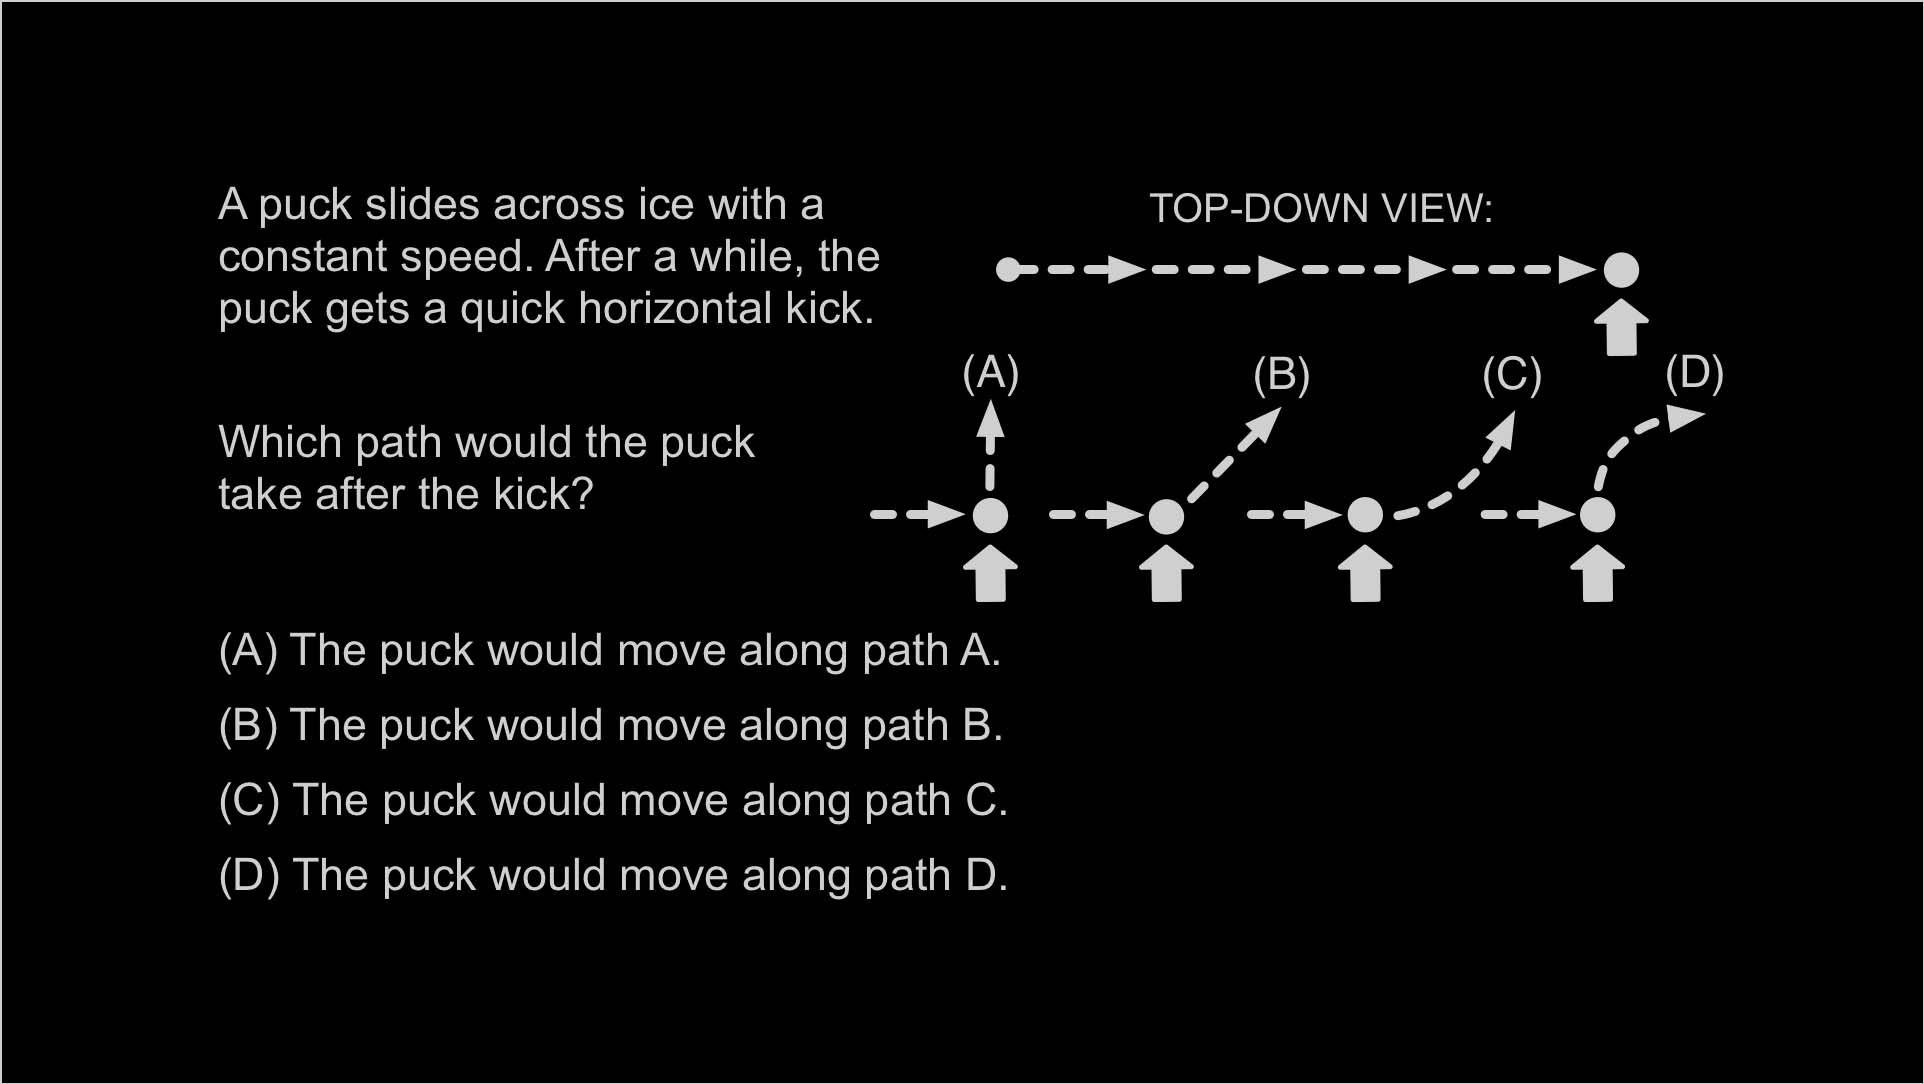 A puck slides across ice with a
constant speed. After a while, the
puck gets a quick horizontal kick.
Which path would the puck
take after the kick?
TOP-DOWN VIEW:
(A)
(B)
(C)
(D)
(A) The puck would move along path A.
(B) The puck would move along path B.
(C) The puck would move along path C.
(D) The puck would move along path D.